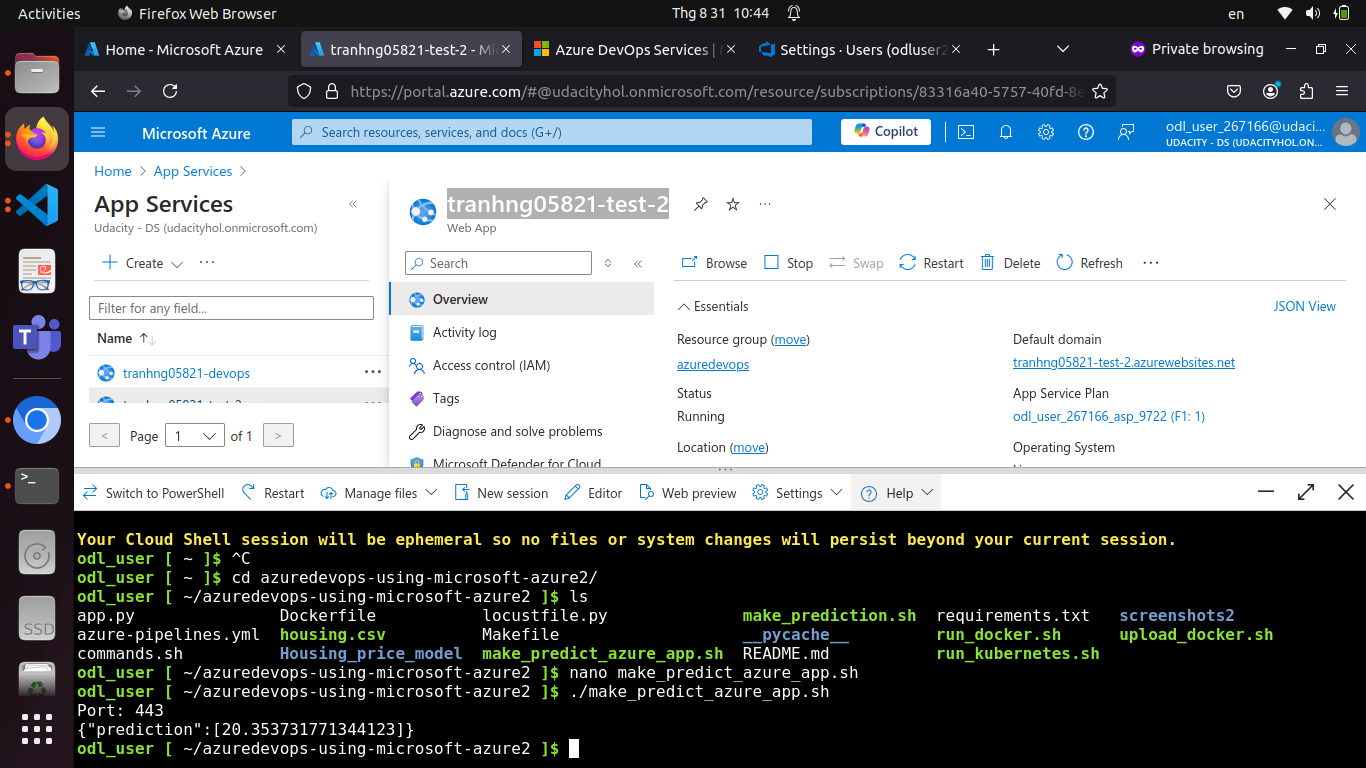 Activities Firefox Web Browser Thg 8 31 10:44 en
Home - Microsoft Azure tranhng05821-test-2 - Mi Azure DevOps Services | M Settings · Users (odluser2 Private browsing
https://portal.azure.com/#@udacityhol.onmicrosoft.com/resource/subscriptions/83316a40-5757-40fd-8e
Microsoft Azure Search resources, services, and docs (G+/) Copilot odl_user_267166@udaci...
UDACITY - DS (UDACITYHOL.ON...
Home > App Services >
App Services
Udacity - DS (udacityhol.onmicrosoft.com)
Create
Filter for any field...
Name
tranhng05821-devops
tranhng05821-test-2
< Page 1 of 1 >
tranhng05821-test-2
Web App
Search
Overview
Activity log
Access control (IAM)
Tags
Diagnose and solve problems
Microsoft Defender for Cloud
Browse Stop Swap Restart Delete Refresh
Essentials JSON View
Resource group (move)
azuredevops
Status
Running
Location (move)
Default domain
tranhng05821-test-2.azurewebsites.net
App Service Plan
odl_user_267166_asp_9722 (F1: 1)
Operating System
Switch to PowerShell Restart Manage files New session Editor Web preview Settings Help
Your Cloud Shell session will be ephemeral so no files or system changes will persist beyond your current session.
odl_user [ ~ ]$ ^C
odl_user [ ~ ]$ cd azuredevops-using-microsoft-azure2/
odl_user [ ~/azuredevops-using-microsoft-azure2 ]$ ls
app.py Dockerfile locustfile.py make_prediction.sh requirements.txt screenshots2
azure-pipelines.yml housing.csv Makefile __pycache__ run_docker.sh upload_docker.sh
commands.sh Housing_price_model make_predict_azure_app.sh README.md run_kubernetes.sh
odl_user [ ~/azuredevops-using-microsoft-azure2 ]$ nano make_predict_azure_app.sh
odl_user [ ~/azuredevops-using-microsoft-azure2 ]$ ./make_predict_azure_app.sh
Port: 443
{"prediction":[20.353731771344123]}
odl_user [ ~/azuredevops-using-microsoft-azure2 ]$
SSD